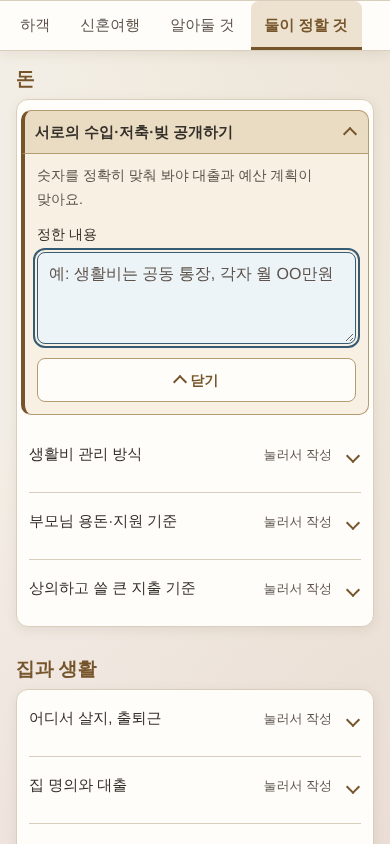 하객 신혼여행 알아둘 것 둘이 정할 것
돈
서로의 수입·저축·빚 공개하기
숫자를 정확히 맞춰 봐야 대출과 예산 계획이
맞아요.
정한 내용
예: 생활비는 공동 통장, 각자 월 OO만원
닫기
생활비 관리 방식 눌러서 작성
부모님 용돈·지원 기준 눌러서 작성
상의하고 쓸 큰 지출 기준 눌러서 작성
집과 생활
어디서 살지, 출퇴근 눌러서 작성
집 명의와 대출 눌러서 작성